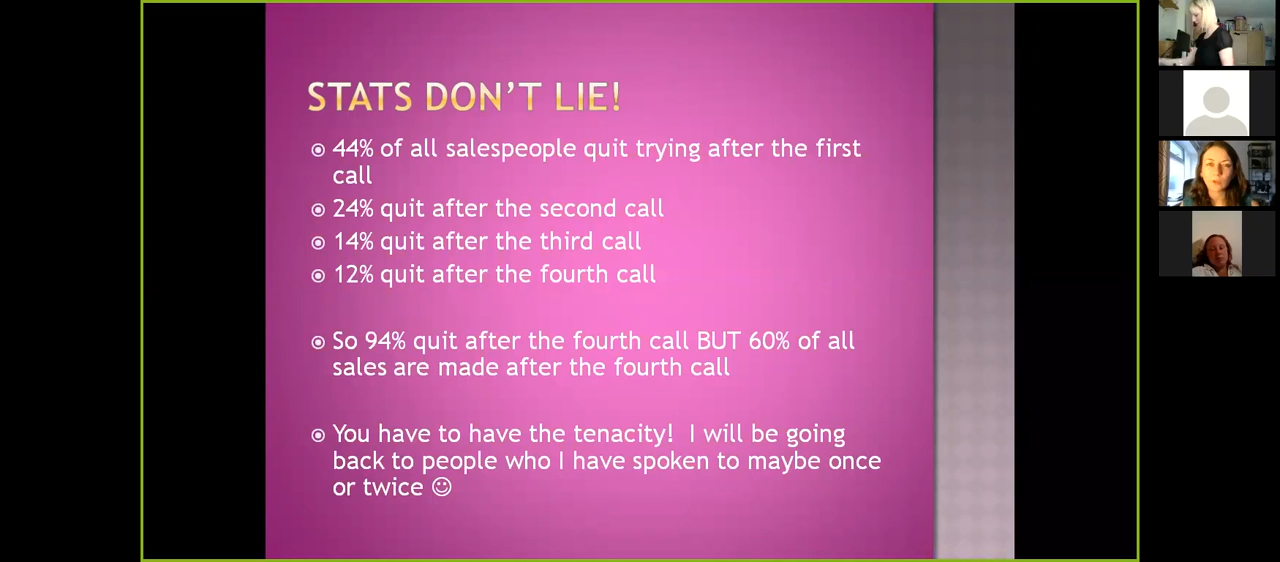 STATS DON'T LIE!
44% of all salespeople quit trying after the first
call
24% quit after the second call
14% quit after the third call
12% quit after the fourth call
So 94% quit after the fourth call BUT 60% of all
sales are made after the fourth call
You have to have the tenacity!  I will be going
back to people who I have spoken to maybe once
or twice ☺